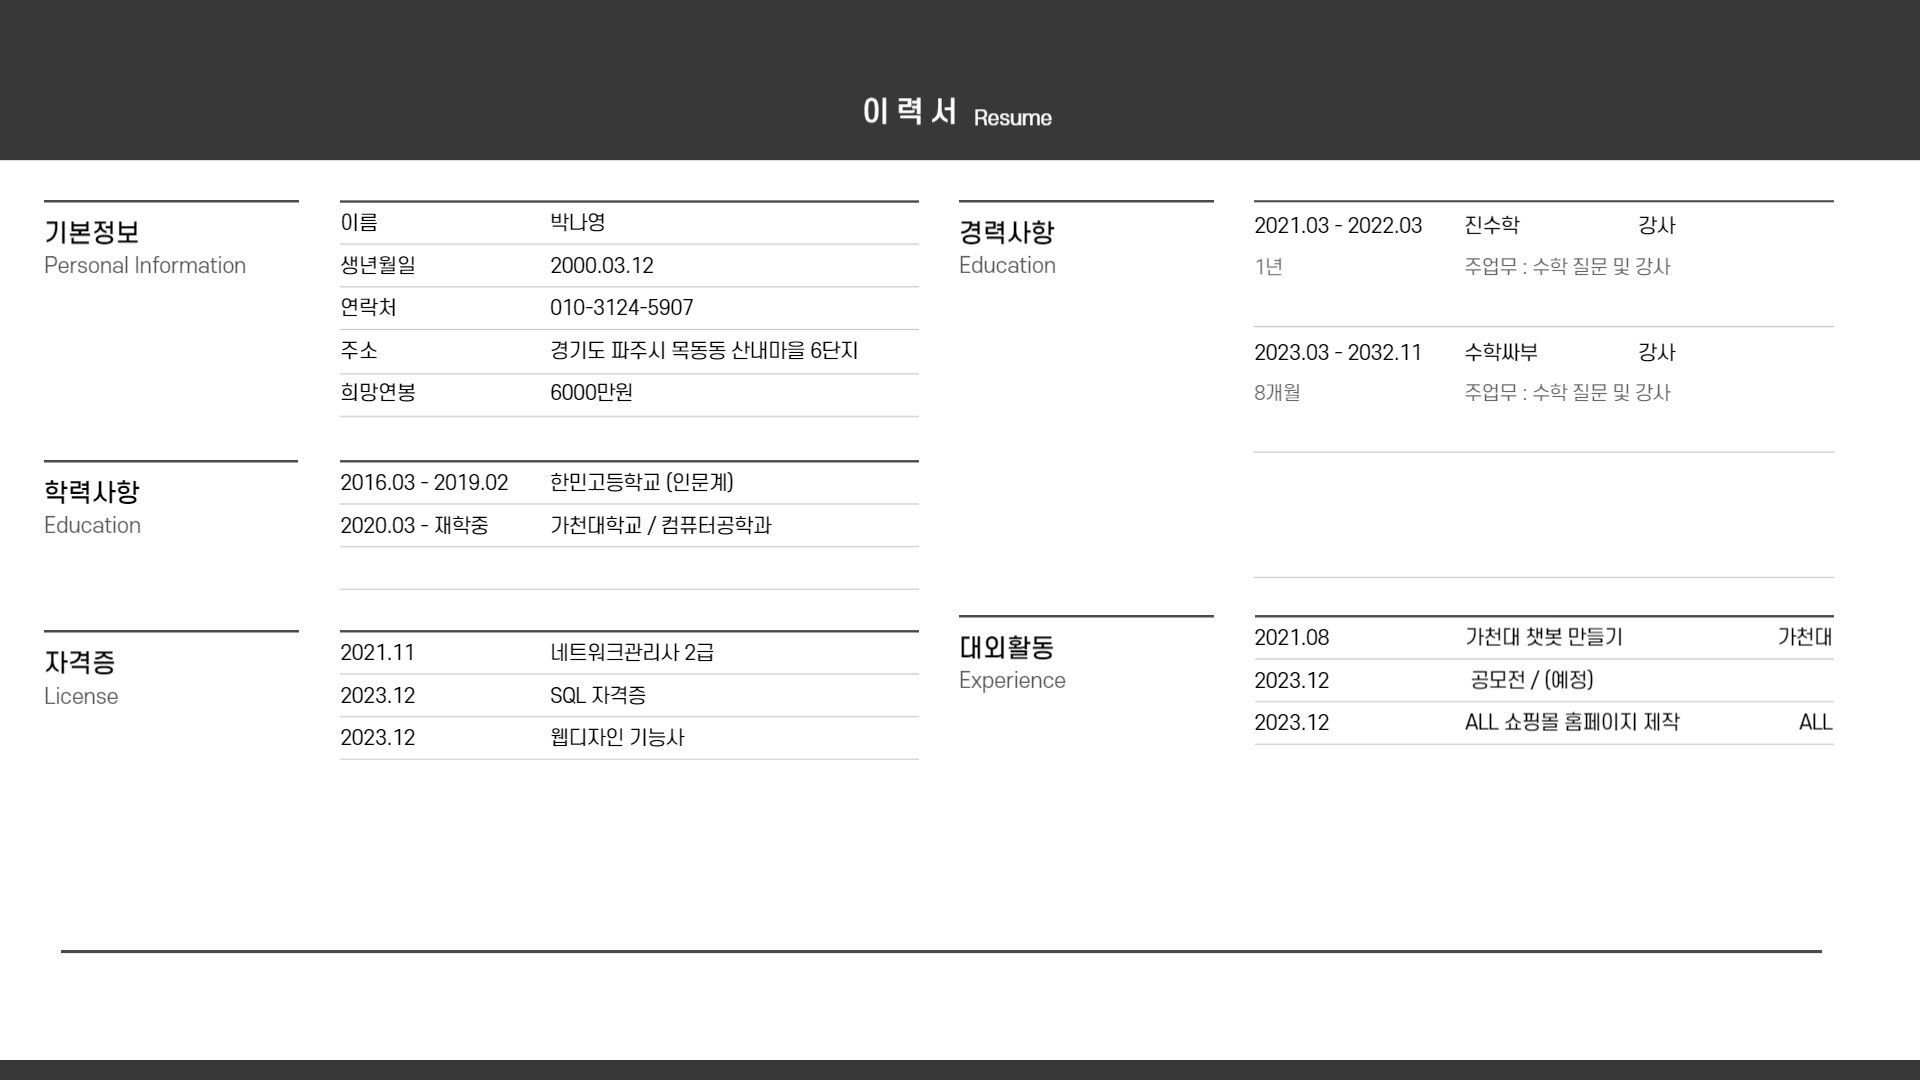 이 력 서 Resume
기본정보
Personal Information
이름 박나영
생년월일 2000.03.12
연락처 010-3124-5907
주소 경기도 파주시 목동동 산내마을 6단지
희망연봉 6000만원
학력사항
Education
2016.03 - 2019.02 한민고등학교 (인문계)
2020.03 - 재학중 가천대학교 / 컴퓨터공학과
자격증
License
2021.11 네트워크관리사 2급
2023.12 SQL 자격증
2023.12 웹디자인 기능사
경력사항
Education
2021.03 - 2022.03 진수학 강사
1년 주업무 : 수학 질문 및 강사
2023.03 - 2032.11 수학싸부 강사
8개월 주업무 : 수학 질문 및 강사
대외활동
Experience
2021.08 가천대 챗봇 만들기 가천대
2023.12 공모전 / (예정)
2023.12 ALL 쇼핑몰 홈페이지 제작 ALL